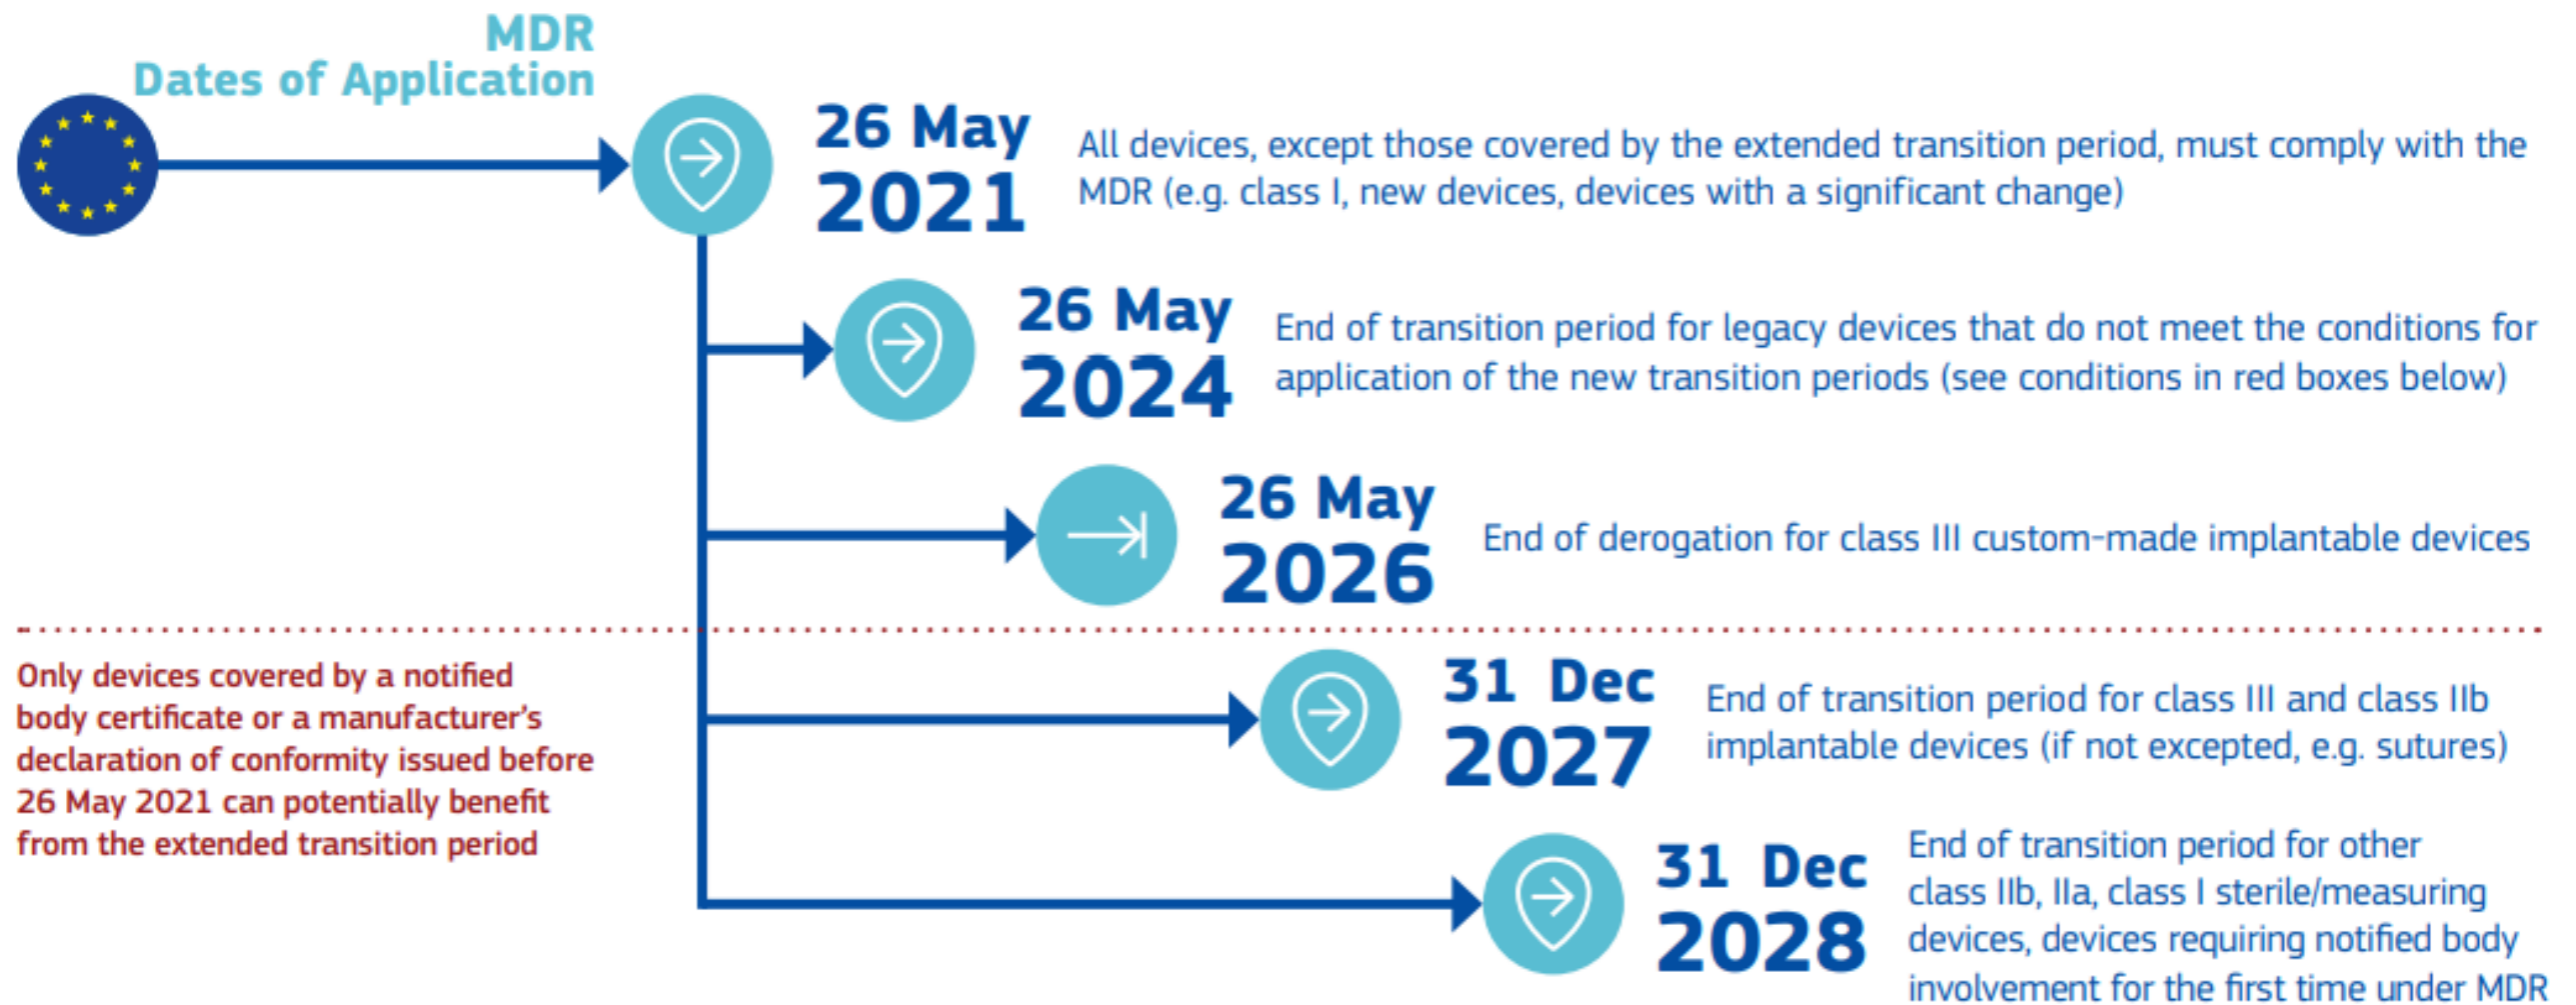 MDR
Dates of Application
26 May
2021
All devices, except those covered by the extended transition period, must comply with the
MDR (e.g. class I, new devices, devices with a significant change)
26 May
2024
End of transition period for legacy devices that do not meet the conditions for
application of the new transition periods (see conditions in red boxes below)
26 May
2026
End of derogation for class III custom-made implantable devices
Only devices covered by a notified
body certificate or a manufacturer's
declaration of conformity issued before
26 May 2021 can potentially benefit
from the extended transition period
31 Dec
2027
End of transition period for class III and class IIb
implantable devices (if not excepted, e.g. sutures)
31 Dec
2028
End of transition period for other
class IIb, IIa, class I sterile/measuring
devices, devices requiring notified body
involvement for the first time under MDR